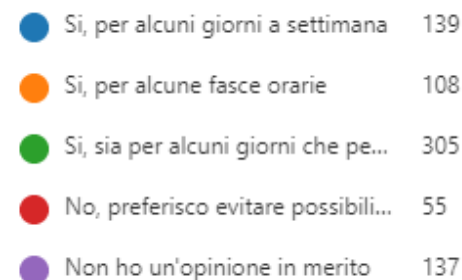 Si, per alcuni giorni a settimana 139
Si, per alcune fasce orarie 108
Si, sia per alcuni giorni che pe... 305
No, preferisco evitare possibili... 55
Non ho un'opinione in merito 137